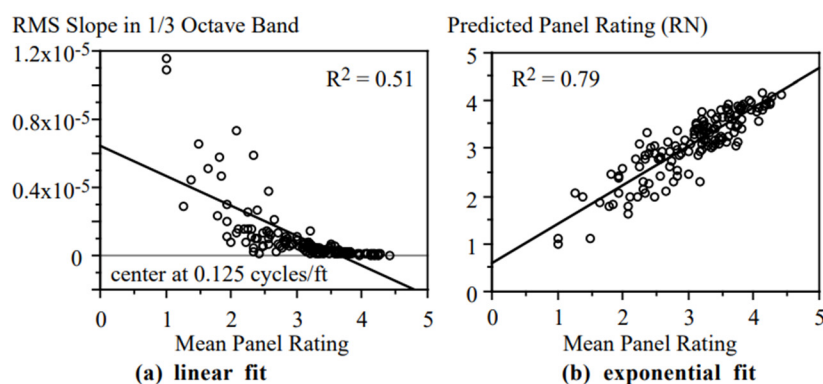 RMS Slope in 1/3 Octave Band
1.2x10-5
0.8x10-5
0.4x10-5
0
R2 = 0.51
center at 0.125 cycles/ft
0 1 2 3 4 5
Mean Panel Rating
(a) linear fit
Predicted Panel Rating (RN)
5
4
3
2
1
0
R2 = 0.79
0 1 2 3 4 5
Mean Panel Rating
(b) exponential fit